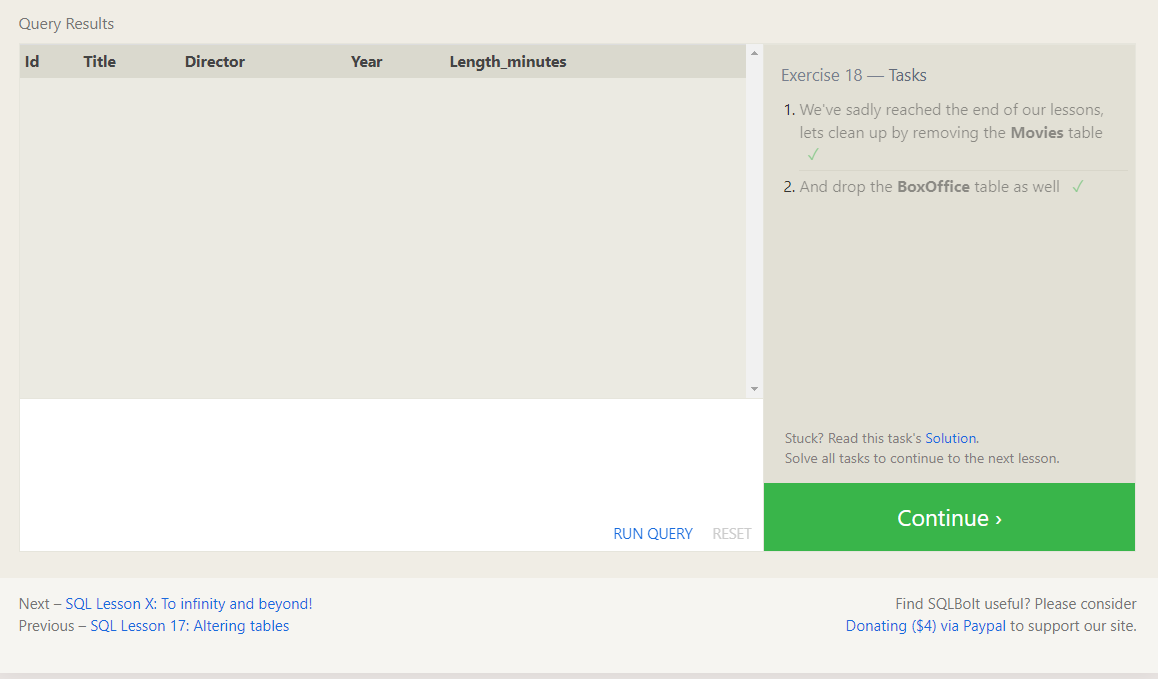 Query Results
Id Title Director Year Length_minutes
Exercise 18 — Tasks
1. We've sadly reached the end of our lessons,
lets clean up by removing the Movies table
✓
2. And drop the BoxOffice table as well ✓
Stuck? Read this task's Solution.
Solve all tasks to continue to the next lesson.
RUN QUERY RESET
Continue ›
Next – SQL Lesson X: To infinity and beyond!
Previous – SQL Lesson 17: Altering tables
Find SQLBolt useful? Please consider
Donating ($4) via Paypal to support our site.